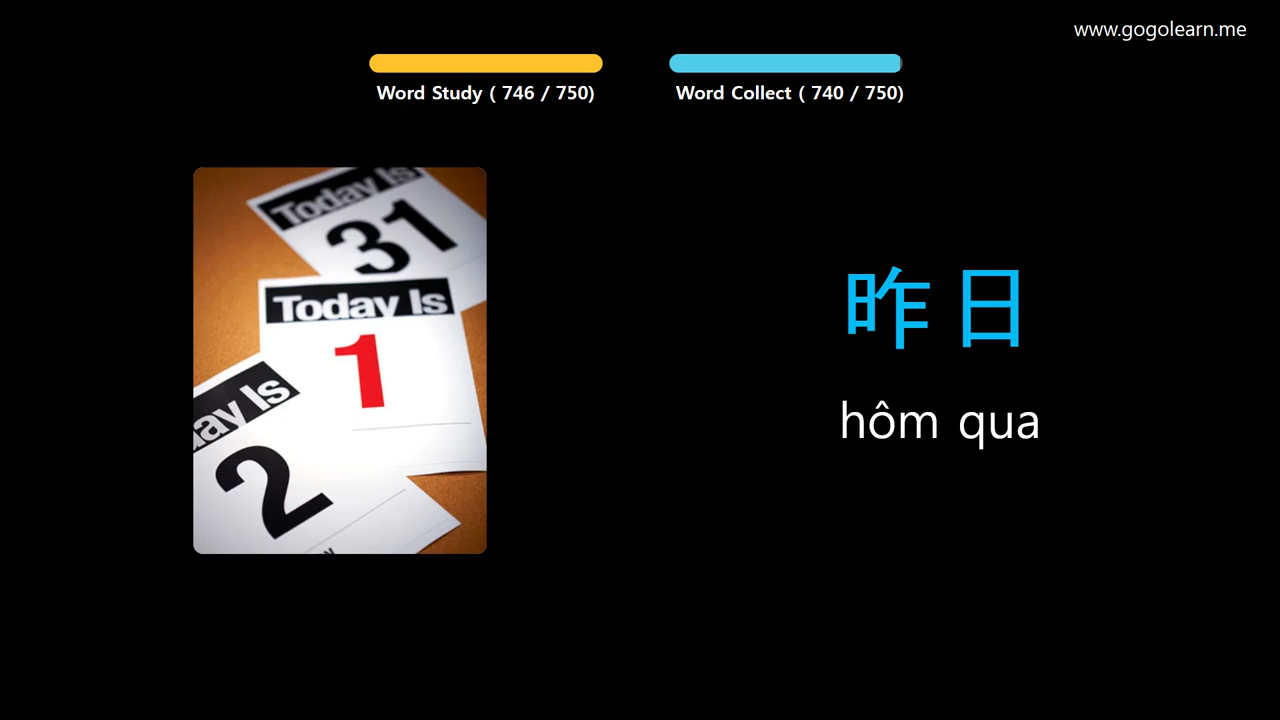 www.gogolearn.me
Word Study ( 746 / 750)
Word Collect ( 740 / 750)
Today Is
31
Today Is
1
day Is
2
昨日
hôm qua